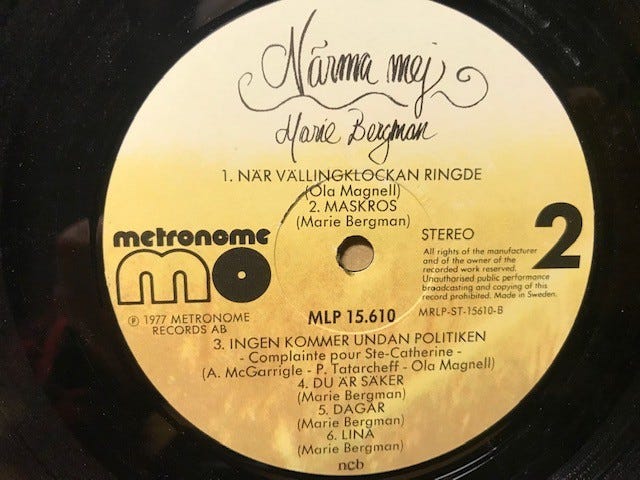 Närma mej
Marie Bergman
1. NÄR VÄLLINGKLOCKAN RINGDE
(Ola Magnell)
2. MASKROS
(Marie Bergman)
metronome
mo
STEREO
2
All rights of the manufacturer
and of the owner of the
recorded work reserved.
Unauthorised public performance
broadcasting and copying of this
record prohibited. Made in Sweden.
MRLP-ST-15610-B
℗ 1977 METRONOME
RECORDS AB
MLP 15.610
3. INGEN KOMMER UNDAN POLITIKEN
- Complainte pour Ste-Catherine -
(A. McGarrigle - P. Tatarcheff - Ola Magnell)
4. DU ÄR SÄKER
(Marie Bergman)
5. DAGAR
(Marie Bergman)
6. LINA
(Marie Bergman)
ncb